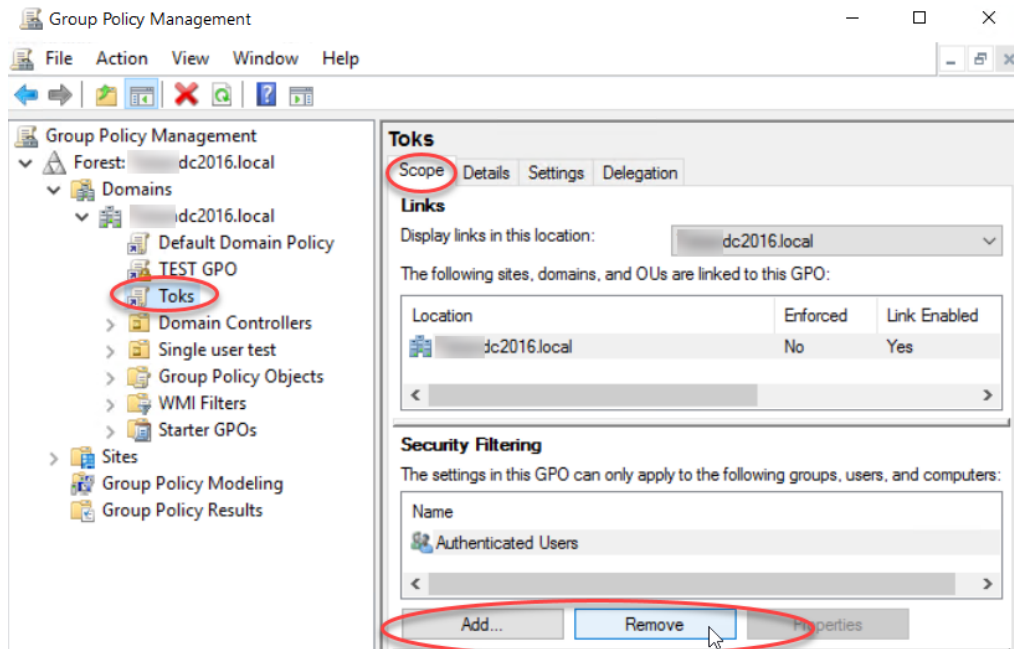 Group Policy Management
File Action View Window Help
Group Policy Management
Forest: dc2016.local
Domains
dc2016.local
Default Domain Policy
TEST GPO
Toks
Domain Controllers
Single user test
Group Policy Objects
WMI Filters
Starter GPOs
Sites
Group Policy Modeling
Group Policy Results
Toks
Scope Details Settings Delegation
Links
Display links in this location: dc2016.local
The following sites, domains, and OUs are linked to this GPO:
Location Enforced Link Enabled
dc2016.local No Yes
Security Filtering
The settings in this GPO can only apply to the following groups, users, and computers:
Name
Authenticated Users
Add... Remove Properties